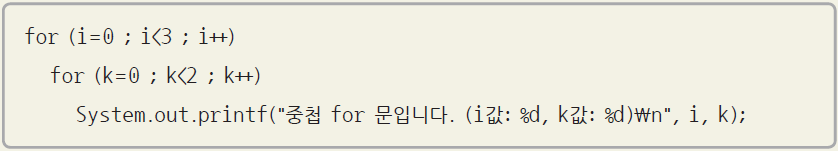 for (i=0 ; i<3 ; i++)
for (k=0 ; k<2 ; k++)
System.out.printf("중첩 for 문입니다. (i값: %d, k값: %d)₩n", i, k);